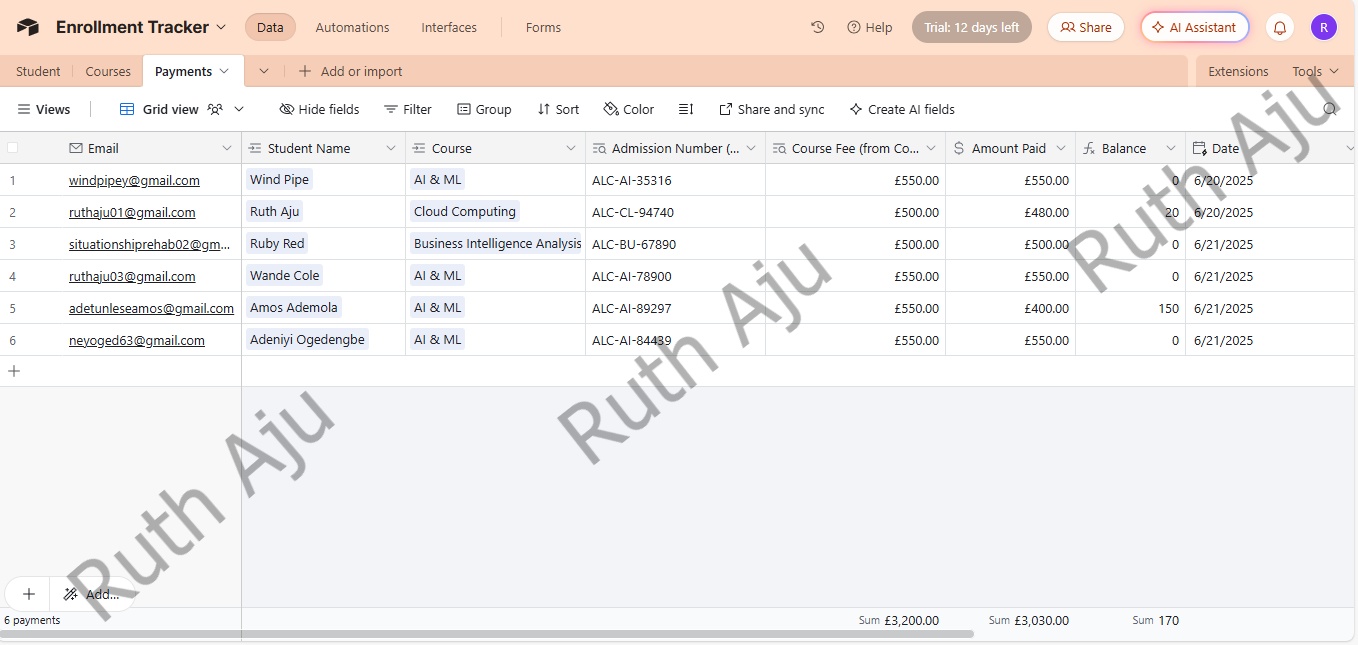 Enrollment Tracker Data Automations Interfaces Forms Help Trial: 12 days left Share AI Assistant R
Student Courses Payments Add or import Extensions Tools
Views Grid view Hide fields Filter Group Sort Color Share and sync Create AI fields
Email Student Name Course Admission Number (... Course Fee (from Co... Amount Paid Balance Date
1 windpipey@gmail.com Wind Pipe AI & ML ALC-AI-35316 £550.00 £550.00 0 6/20/2025
2 ruthaju01@gmail.com Ruth Aju Cloud Computing ALC-CL-94740 £500.00 £480.00 20 6/20/2025
3 situationshiprehab02@gm... Ruby Red Business Intelligence Analysis ALC-BU-67890 £500.00 £500.00 0 6/21/2025
4 ruthaju03@gmail.com Wande Cole AI & ML ALC-AI-78900 £550.00 £550.00 0 6/21/2025
5 adetunleseamos@gmail.com Amos Ademola AI & ML ALC-AI-89297 £550.00 £400.00 150 6/21/2025
6 neyoged63@gmail.com Adeniyi Ogedengbe AI & ML ALC-AI-84439 £550.00 £550.00 0 6/21/2025
Ruth Aju
Ruth Aju
Ruth Aju
Add...
6 payments Sum £3,200.00 Sum £3,030.00 Sum 170